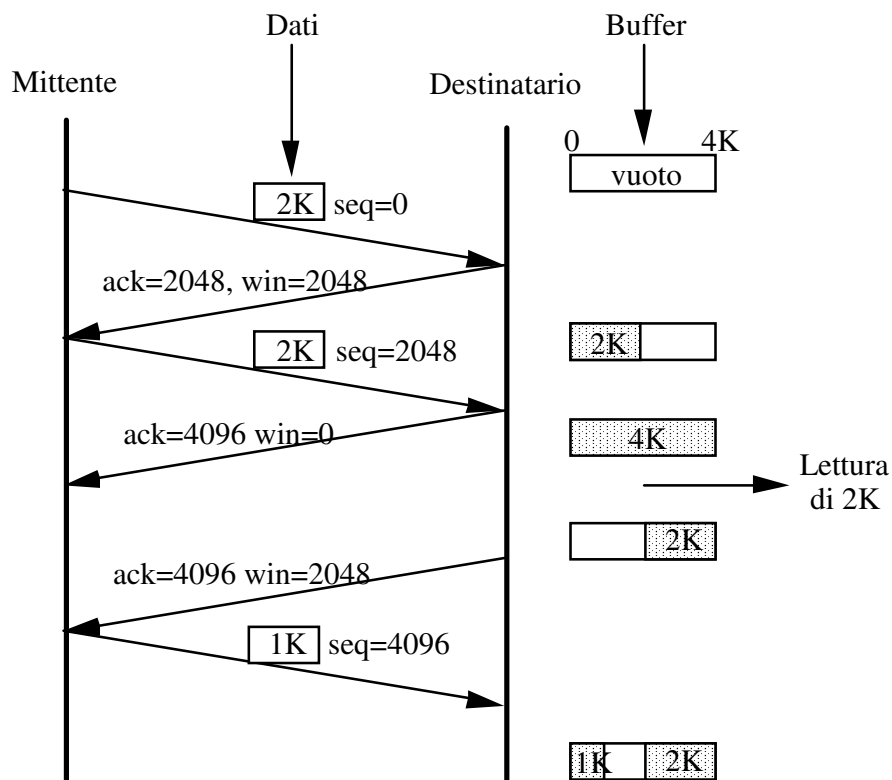 Dati
Buffer
Mittente
Destinatario
0
4K
vuoto
2K seq=0
ack=2048, win=2048
2K seq=2048
2K
ack=4096 win=0
4K
Lettura
di 2K
2K
ack=4096 win=2048
1K seq=4096
1K
2K